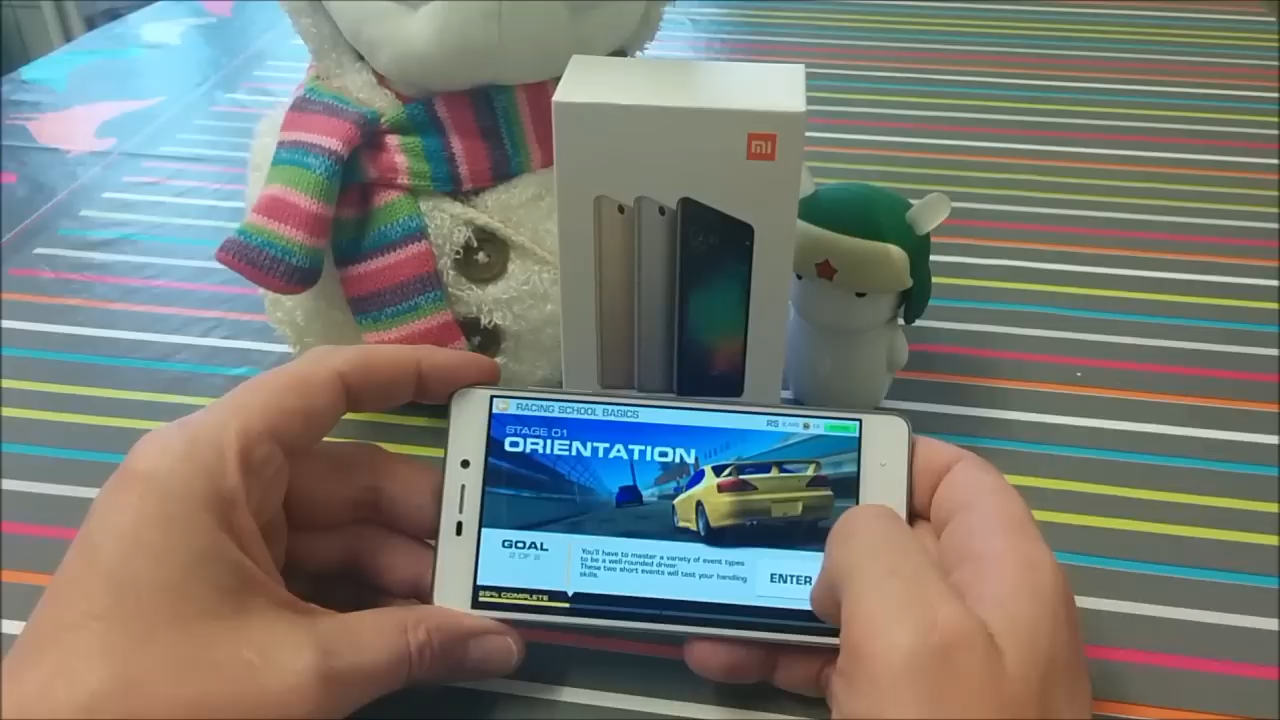 mi
RACING SCHOOL BASICS
RS
STAGE 01
ORIENTATION
GOAL
2 OF 2
You'll have to master a variety of event types
to be a well-rounded driver.
These two short events will test your handling
skills.
ENTER
25% COMPLETE